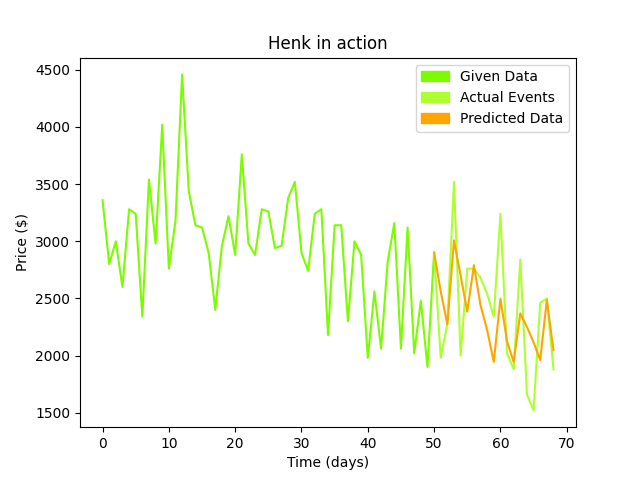 Henk in action
Given Data
Actual Events
Predicted Data
Price ($)
4500
4000
3500
3000
2500
2000
1500
0 10 20 30 40 50 60 70
Time (days)